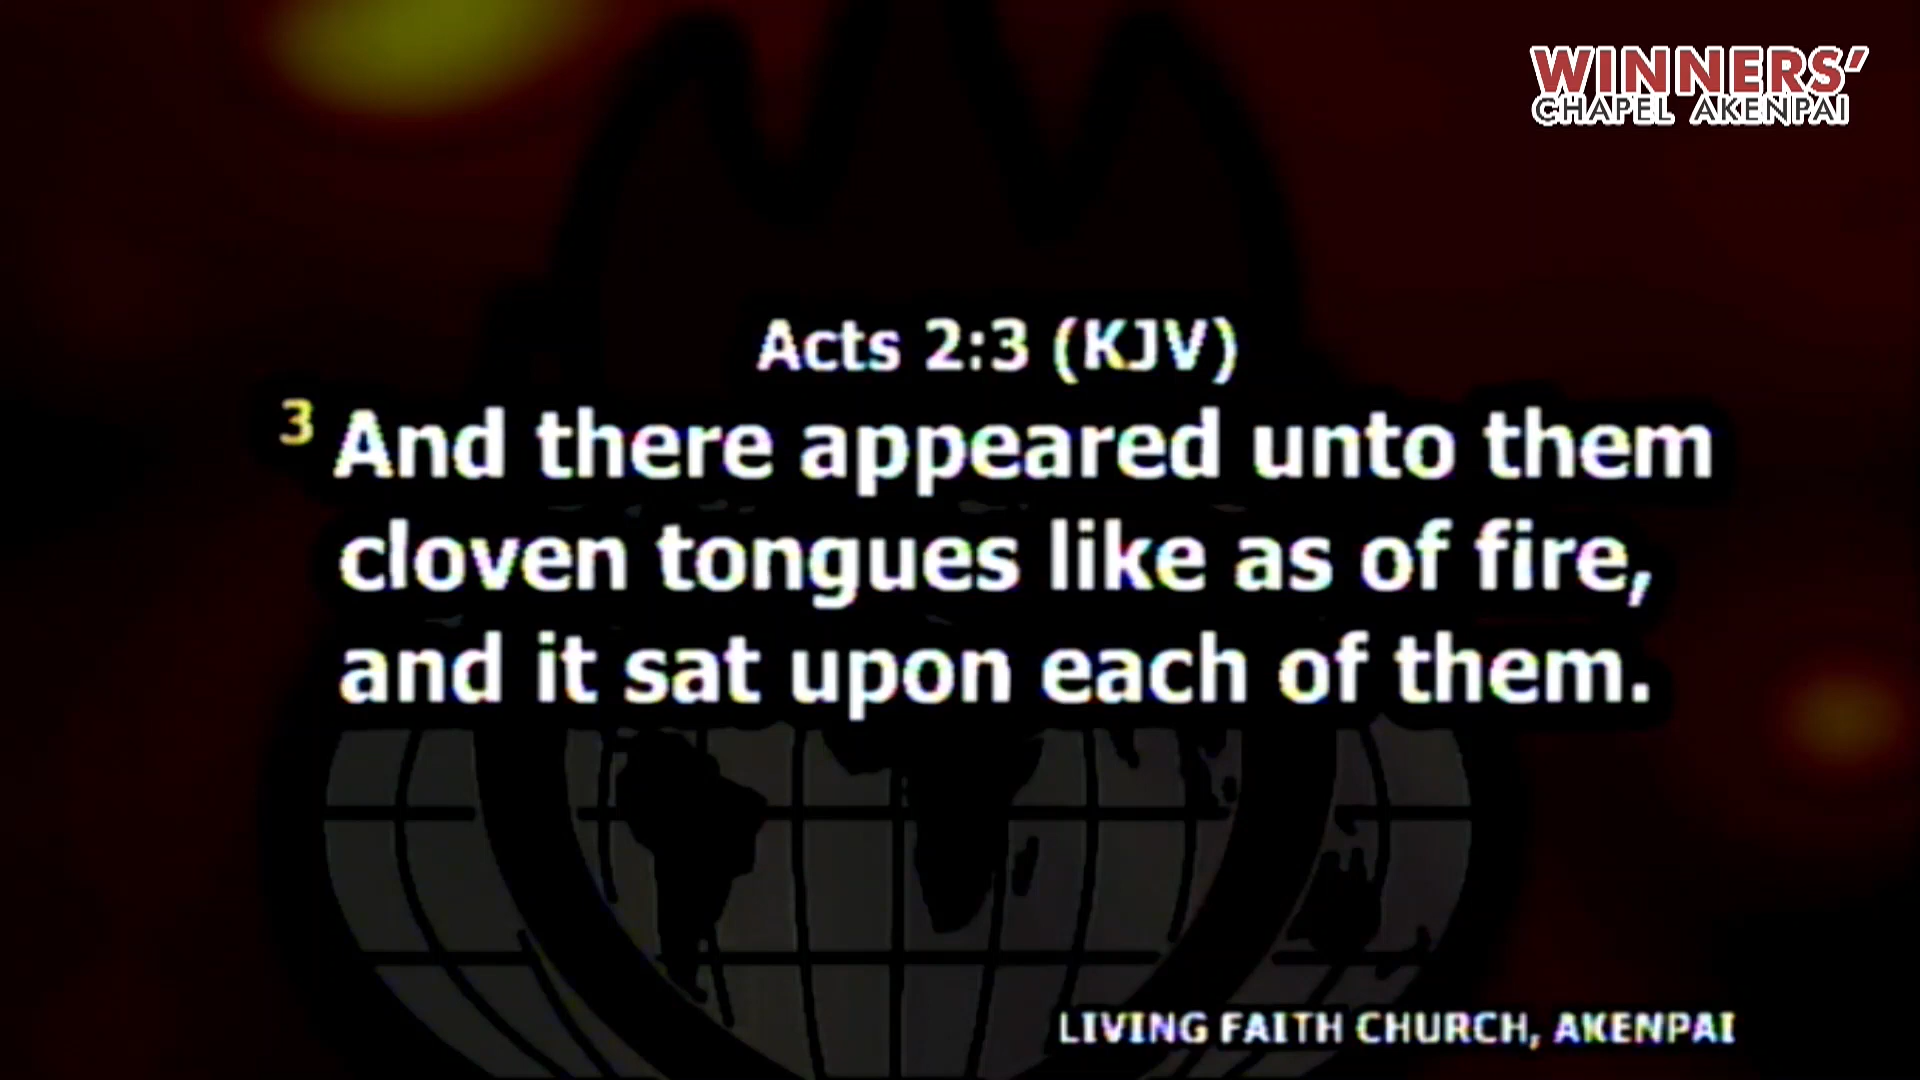 WINNERS'
CHAPEL AKENPAI
Acts 2:3 (KJV)
3 And there appeared unto them
cloven tongues like as of fire,
and it sat upon each of them.
LIVING FAITH CHURCH, AKENPAI